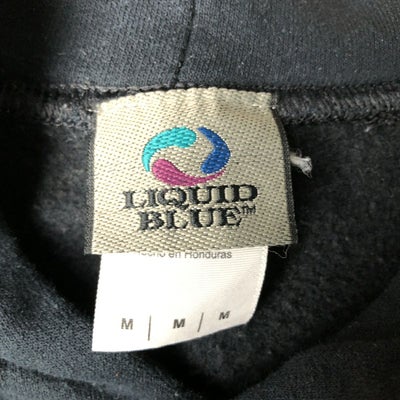 LIQUID
BLUE™
en Honduras
M | M | M